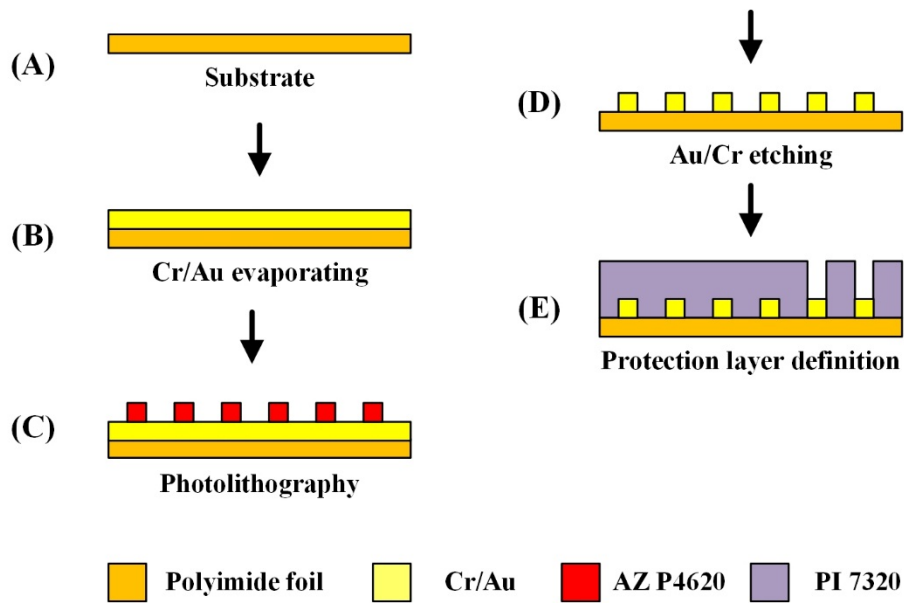 (A)
Substrate
(B)
Cr/Au evaporating
(C)
Photolithography
(D)
Au/Cr etching
(E)
Protection layer definition
Polyimide foil
Cr/Au
AZ P4620
PI 7320